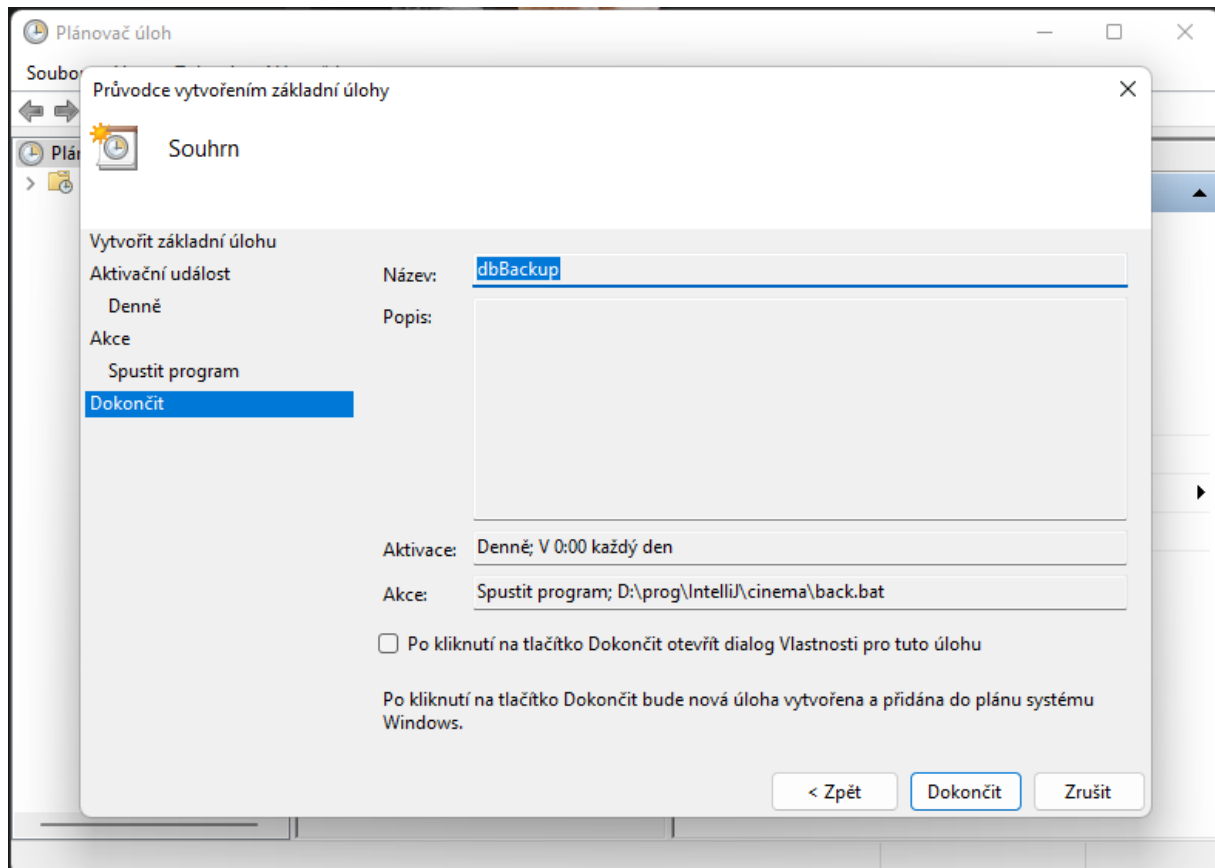 Plánovač úloh
Průvodce vytvořením základní úlohy
Souhrn
Vytvořit základní úlohu
Aktivační událost
Denně
Akce
Spustit program
Dokončit
Název:
dbBackup
Popis:
Aktivace:
Denně; V 0:00 každý den
Akce:
Spustit program; D:\prog\IntelliJ\cinema\back.bat
Po kliknutí na tlačítko Dokončit otevřít dialog Vlastnosti pro tuto úlohu
Po kliknutí na tlačítko Dokončit bude nová úloha vytvořena a přidána do plánu systému
Windows.
< Zpět
Dokončit
Zrušit